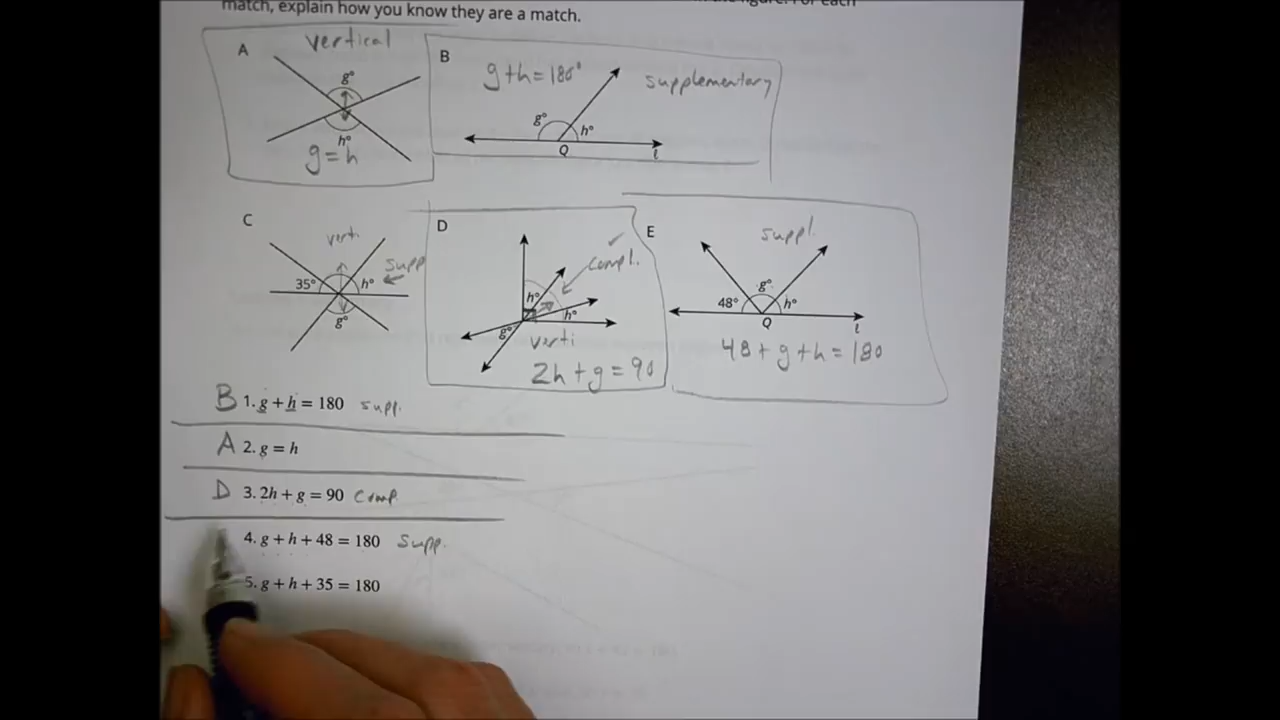 match, explain how you know they are a match.
A
vertical
g°
h°
g = h
B
g+h = 180°
supplementary
g°
h°
Q
l
C
verti.
supp
35°
h°
g°
D
compl.
h°
h°
g°
verti
2h + g = 90
E
suppl.
g°
48°
h°
Q
l
48 + g + h = 180
B 1. g + h = 180 supp.
A 2. g = h
D 3. 2h + g = 90 comp.
4. g + h + 48 = 180 supp.
5. g + h + 35 = 180